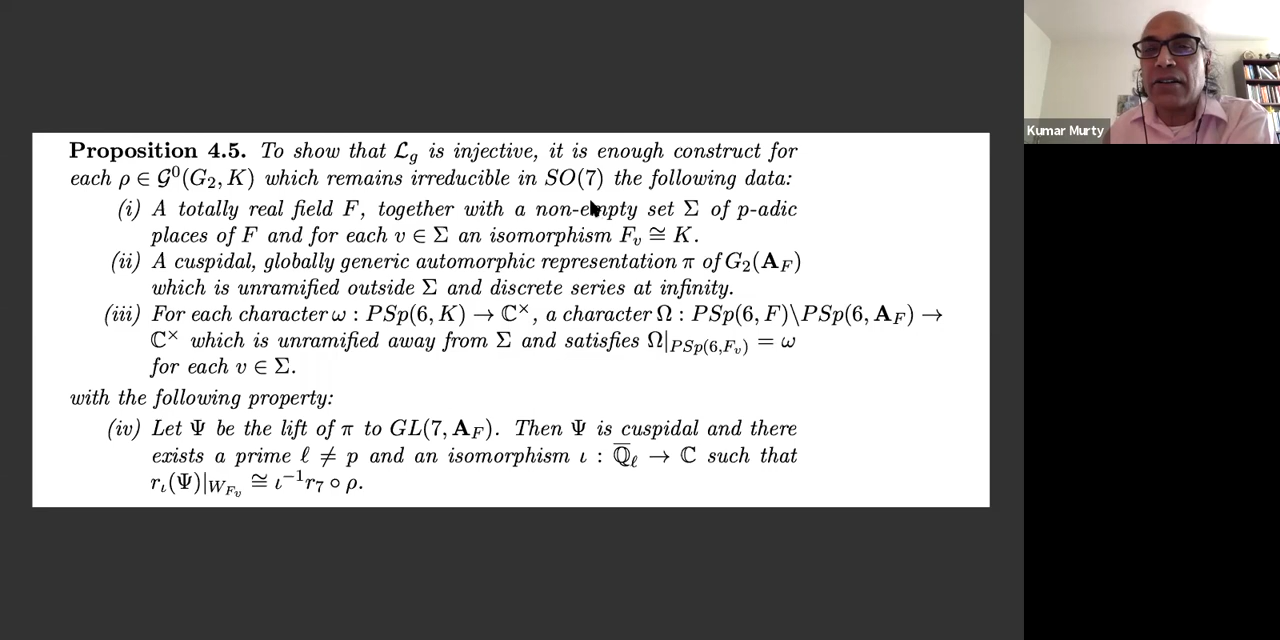 Proposition 4.5. To show that 𝓛_g is injective, it is enough construct for
each ρ ∈ 𝒢⁰(G₂, K) which remains irreducible in SO(7) the following data:
(i) A totally real field F, together with a non-empty set Σ of p-adic
places of F and for each v ∈ Σ an isomorphism F_v ≅ K.
(ii) A cuspidal, globally generic automorphic representation π of G₂(A_F)
which is unramified outside Σ and discrete series at infinity.
(iii) For each character ω : PSp(6, K) → ℂ^×, a character Ω : PSp(6, F)\PSp(6, A_F) →
ℂ^× which is unramified away from Σ and satisfies Ω|_{PSp(6,F_v)} = ω
for each v ∈ Σ.
with the following property:
(iv) Let Ψ be the lift of π to GL(7, A_F). Then Ψ is cuspidal and there
exists a prime ℓ ≠ p and an isomorphism ι : ℚ̅_ℓ → ℂ such that
r_ι(Ψ)|_{W_{F_v}} ≅ ι⁻¹r₇ ∘ ρ.
Kumar Murty